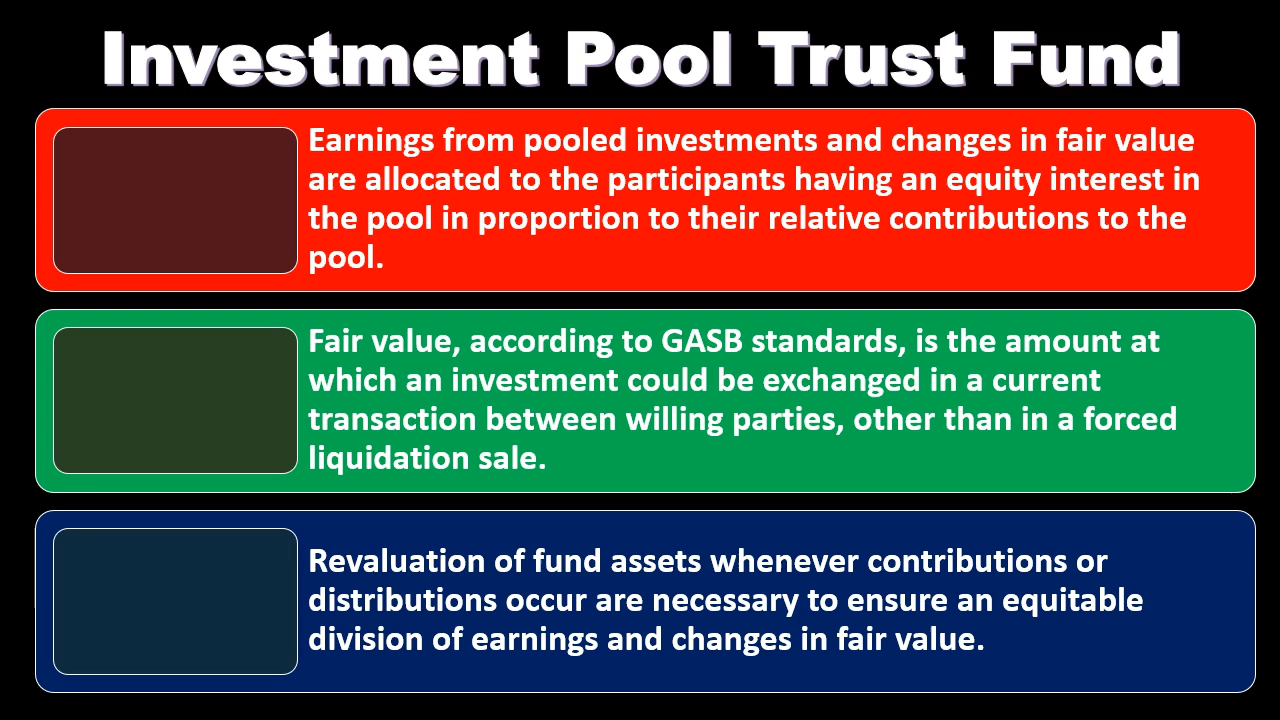 Investment Pool Trust Fund
Earnings from pooled investments and changes in fair value
are allocated to the participants having an equity interest in
the pool in proportion to their relative contributions to the
pool.
Fair value, according to GASB standards, is the amount at
which an investment could be exchanged in a current
transaction between willing parties, other than in a forced
liquidation sale.
Revaluation of fund assets whenever contributions or
distributions occur are necessary to ensure an equitable
division of earnings and changes in fair value.